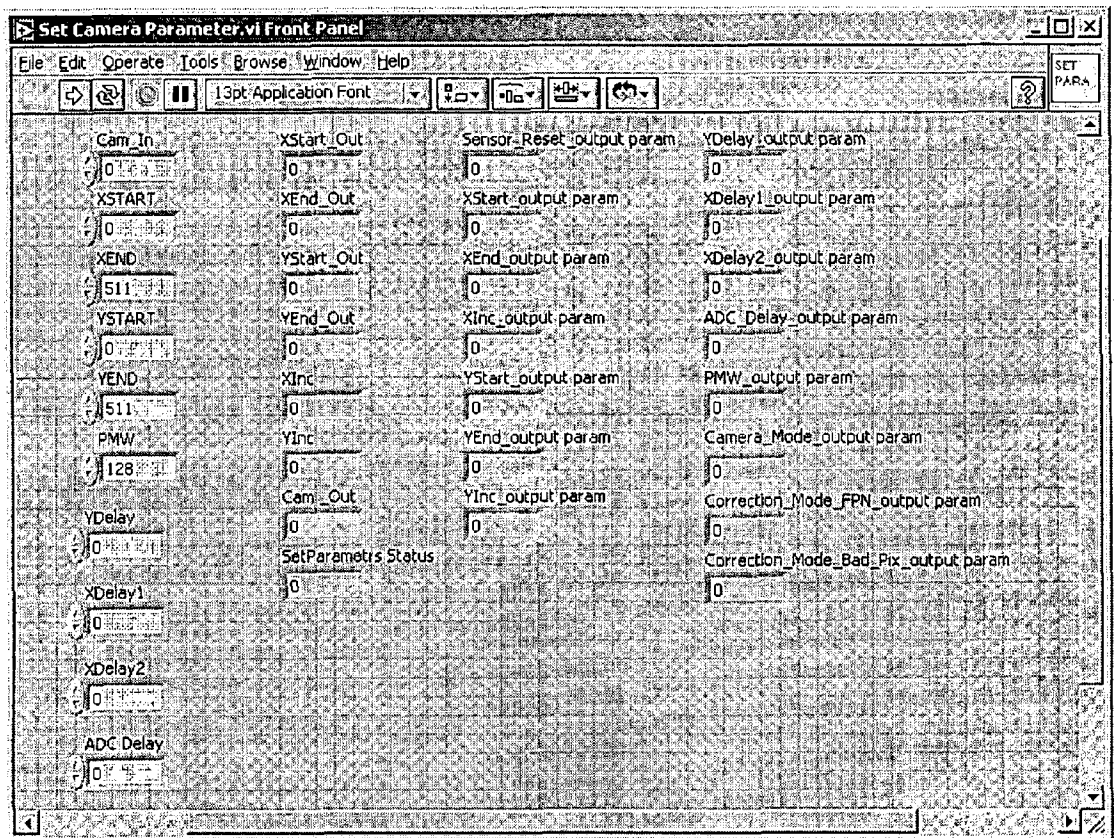 Set Camera Parameter.vi Front Panel
File Edit Operate Tools Browse Window Help
SET
PARA
13pt Application Font
Cam_In
0
XSTART
0
XEND
511
YSTART
0
YEND
511
PMW
128
YDelay
0
XDelay1
0
XDelay2
0
ADC Delay
0
XStart_Out
0
XEnd_Out
0
YStart_Out
0
YEnd_Out
0
XInc
0
YInc
0
Cam_Out
0
SetParametrs Status
0
Sensor_Reset_output param
0
XStart_output param
0
XEnd_output param
0
XInc_output param
0
YStart_output param
0
YEnd_output param
0
YInc_output param
0
YDelay_output param
0
XDelay1_output param
0
XDelay2_output param
0
ADC_Delay_output param
0
PMW_output param
0
Camera_Mode_output param
0
Correction_Mode_FPN_output param
0
Correction_Mode_Bad_Pix_output param
0